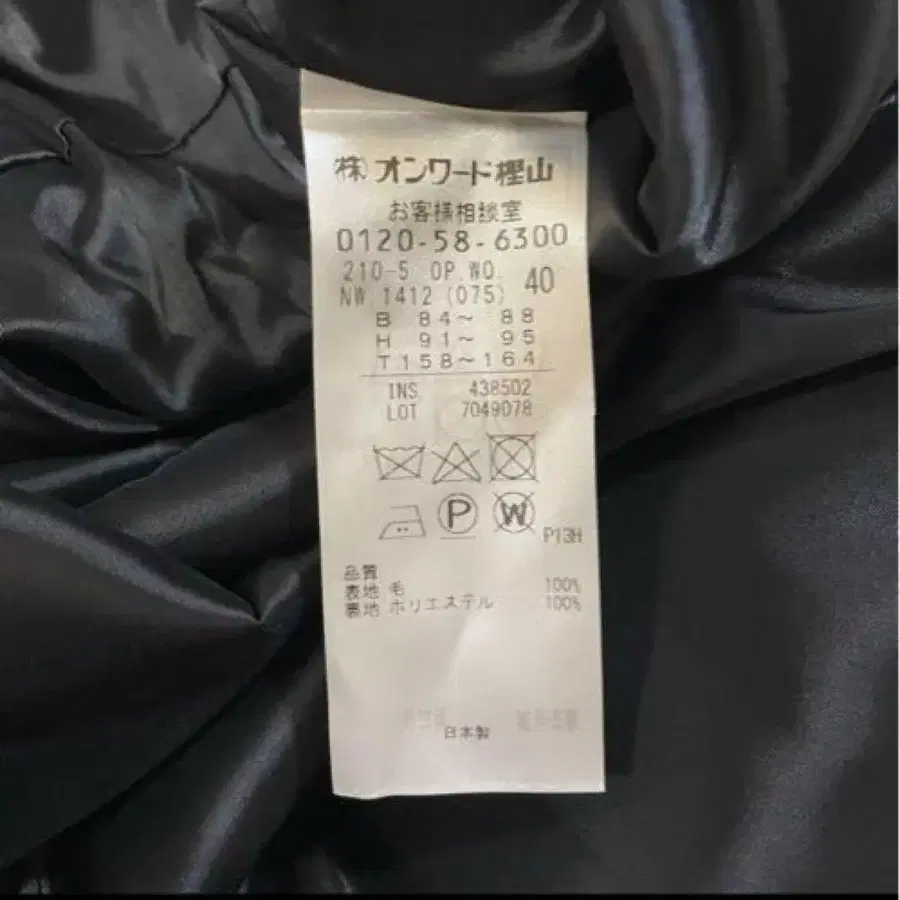 (株)オンワード樫山
お客様相談室
0120-58-6300
210-5 OP.WO. 40
NW 1412 (075)
B 84～ 88
H 91～ 95
T158～164
INS 438502
LOT 7049078
P
W
P13H
品質
表地 毛 100%
裏地 ポリエステル 100%
日本製